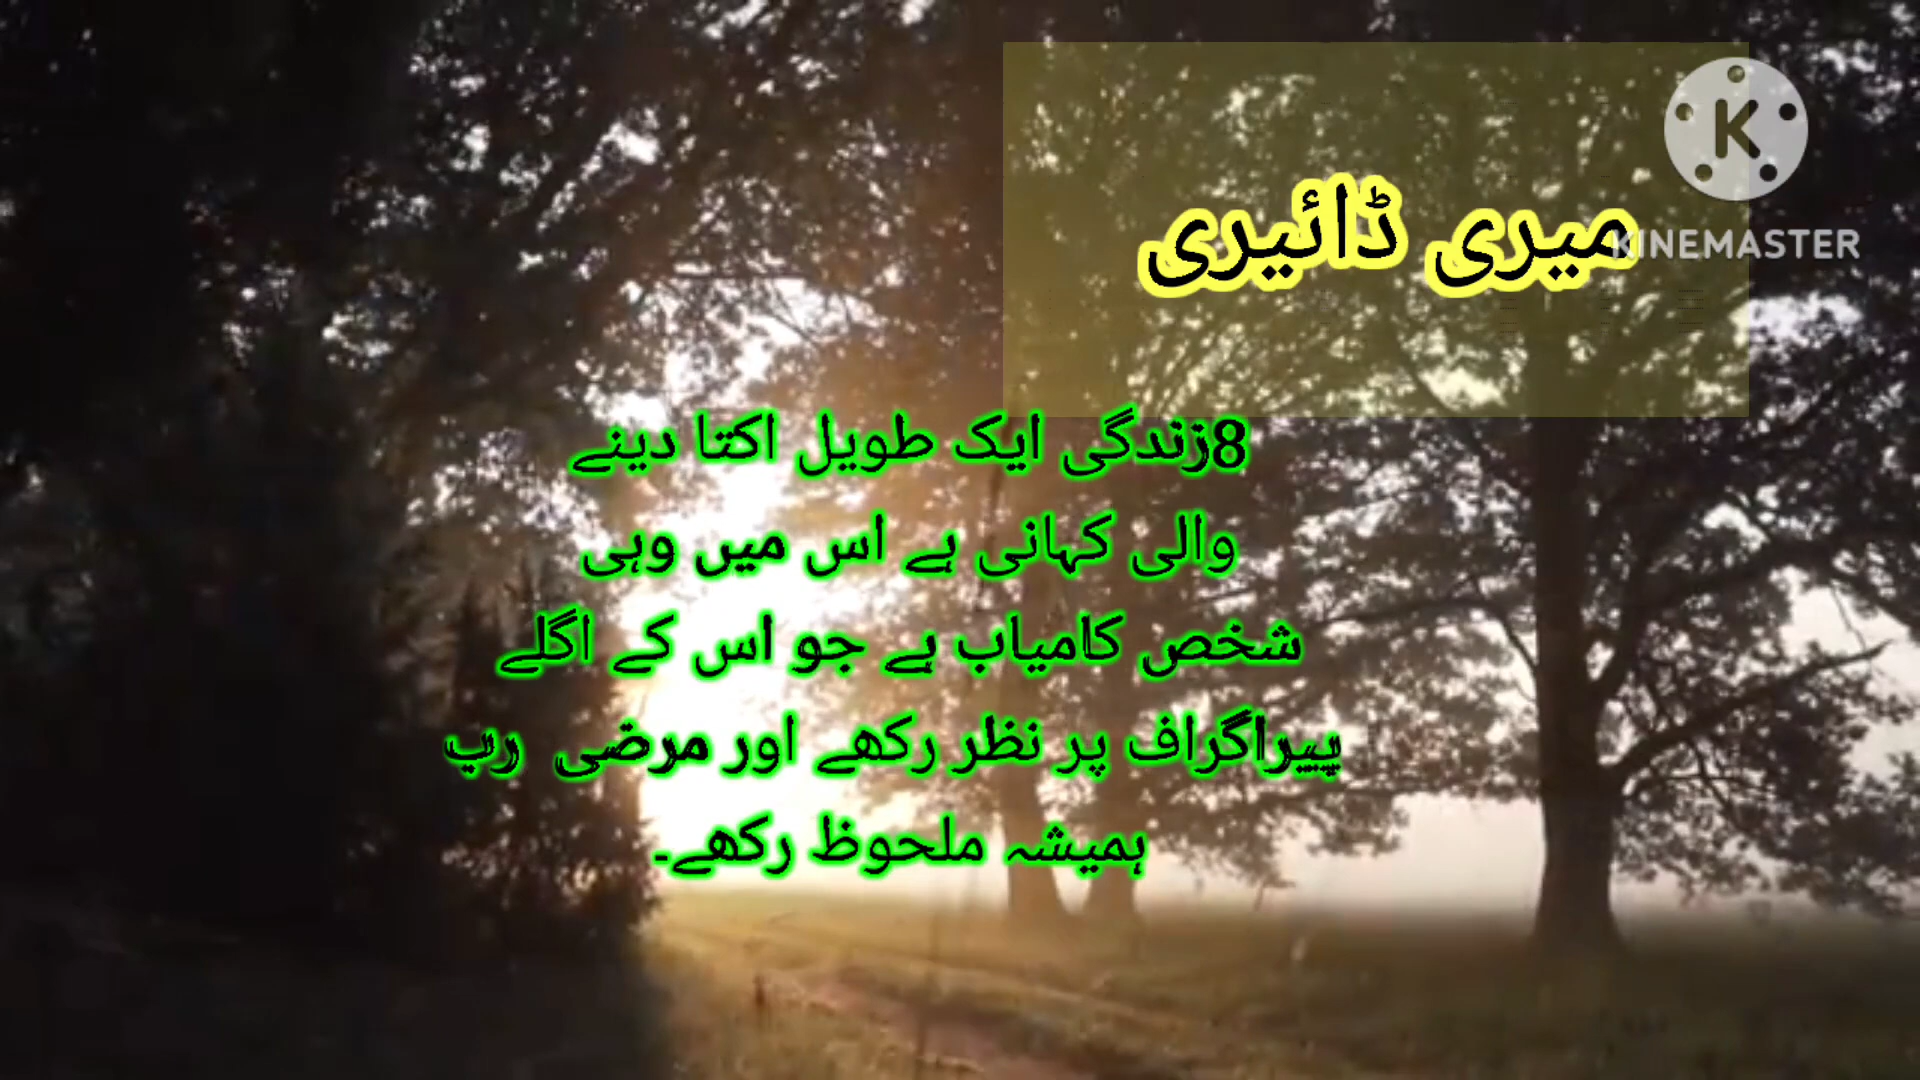 میری ڈائیری
KINEMASTER
8زندگی ایک طویل اکتا دینے
والی کہانی ہے اس میں وہی
شخص کامیاب ہے جو اس کے اگلے
پیراگراف پر نظر رکھے اور مرضی رب
ہمیشہ ملحوظ رکھے۔